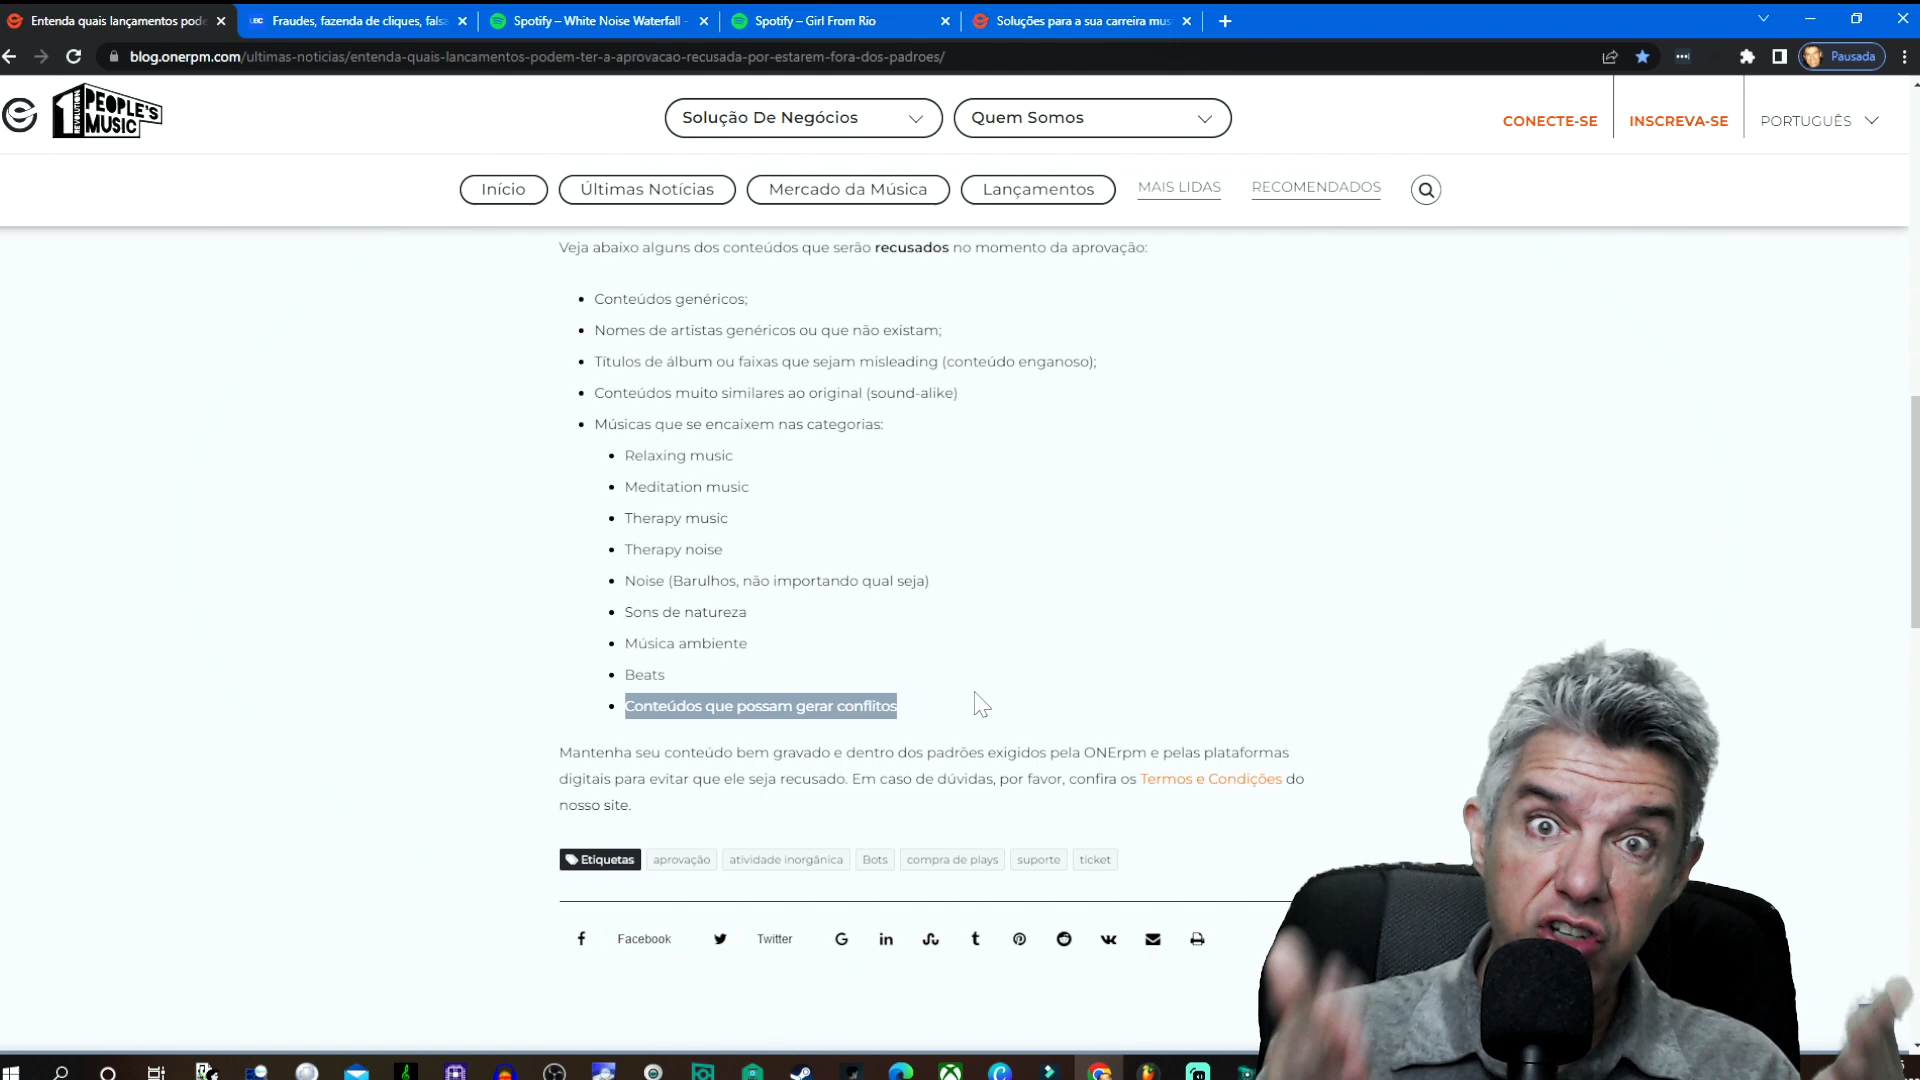 Entenda quais lançamentos pod
UBC Fraudes, fazenda de cliques, fals
Spotify – White Noise Waterfall -
Spotify – Girl From Rio
Soluções para a sua carreira mus
blog.onerpm.com/ultimas-noticias/entenda-quais-lancamentos-podem-ter-a-aprovacao-recusada-por-estarem-fora-dos-padroes/
Pausada
1 REVOLUTION PEOPLE'S MUSIC
Solução De Negócios
Quem Somos
CONECTE-SE
INSCREVA-SE
PORTUGUÊS
Início
Últimas Notícias
Mercado da Música
Lançamentos
MAIS LIDAS
RECOMENDADOS
Veja abaixo alguns dos conteúdos que serão recusados no momento da aprovação:
Conteúdos genéricos;
Nomes de artistas genéricos ou que não existam;
Títulos de álbum ou faixas que sejam misleading (conteúdo enganoso);
Conteúdos muito similares ao original (sound-alike)
Músicas que se encaixem nas categorias:
Relaxing music
Meditation music
Therapy music
Therapy noise
Noise (Barulhos, não importando qual seja)
Sons de natureza
Música ambiente
Beats
Conteúdos que possam gerar conflitos
Mantenha seu conteúdo bem gravado e dentro dos padrões exigidos pela ONErpm e pelas plataformas
digitais para evitar que ele seja recusado. Em caso de dúvidas, por favor, confira os Termos e Condições do
nosso site.
Etiquetas
aprovação
atividade inorgânica
Bots
compra de plays
suporte
ticket
Facebook
Twitter